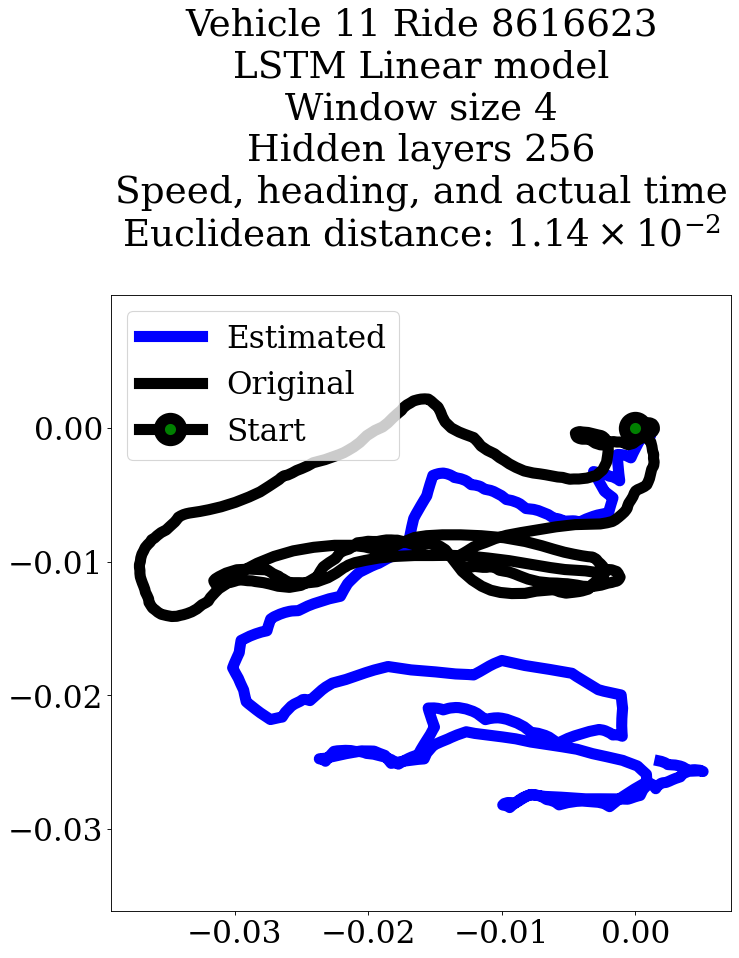 Vehicle 11 Ride 8616623
LSTM Linear model
Window size 4
Hidden layers 256
Speed, heading, and actual time
Euclidean distance: 1.14 × 10⁻²
Estimated
Original
Start
0.00
−0.01
−0.02
−0.03
−0.03 −0.02 −0.01 0.00